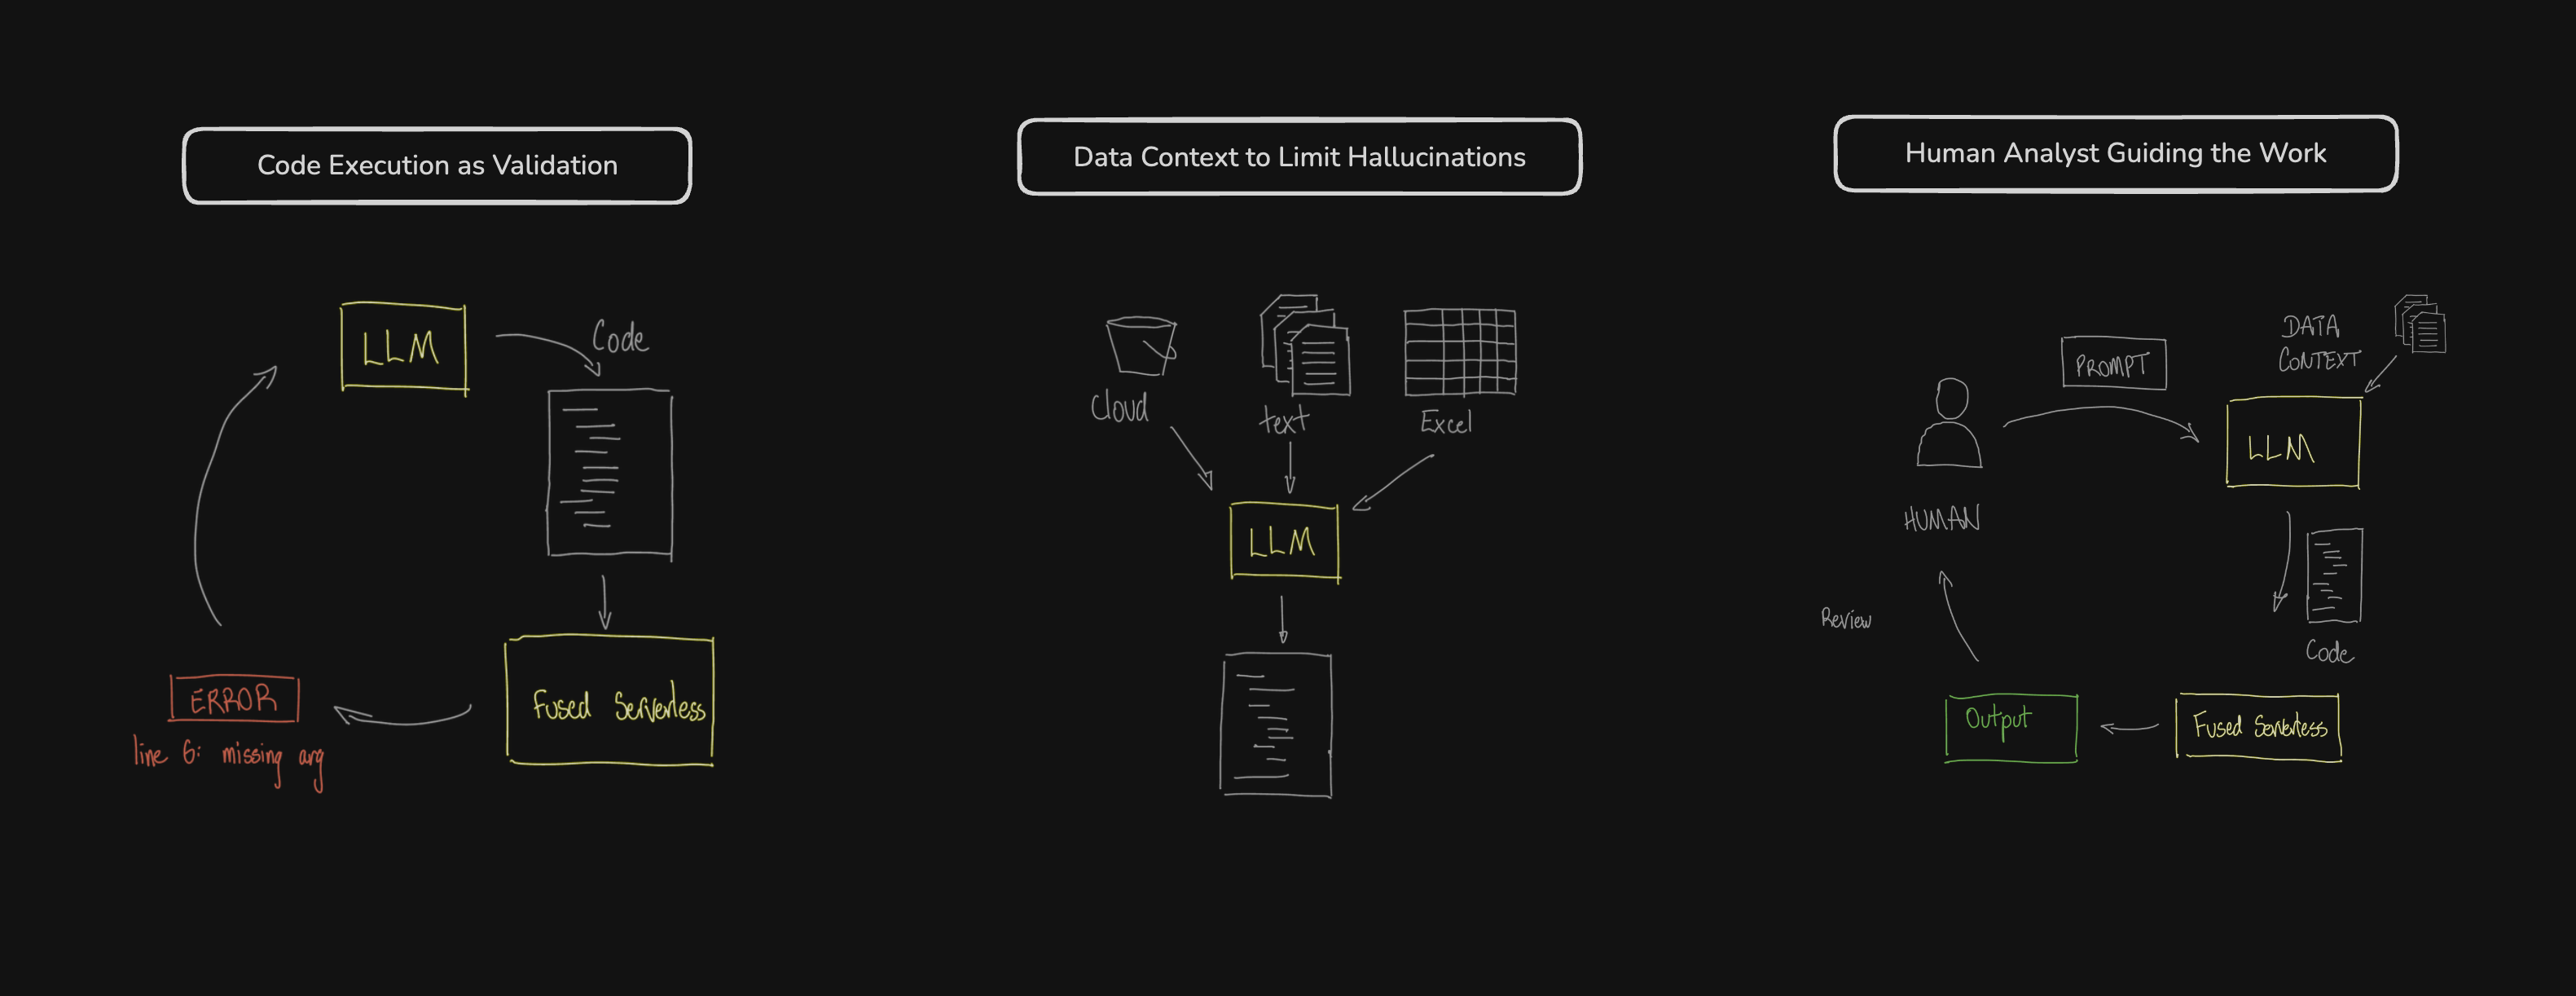 Code Execution as Validation
LLM
Code
Fused Serverless
ERROR
line 6: missing arg
Data Context to Limit Hallucinations
Cloud
text
Excel
LLM
Human Analyst Guiding the Work
HUMAN
PROMPT
DATA
CONTEXT
LLM
Code
Fused Serverless
Output
Review